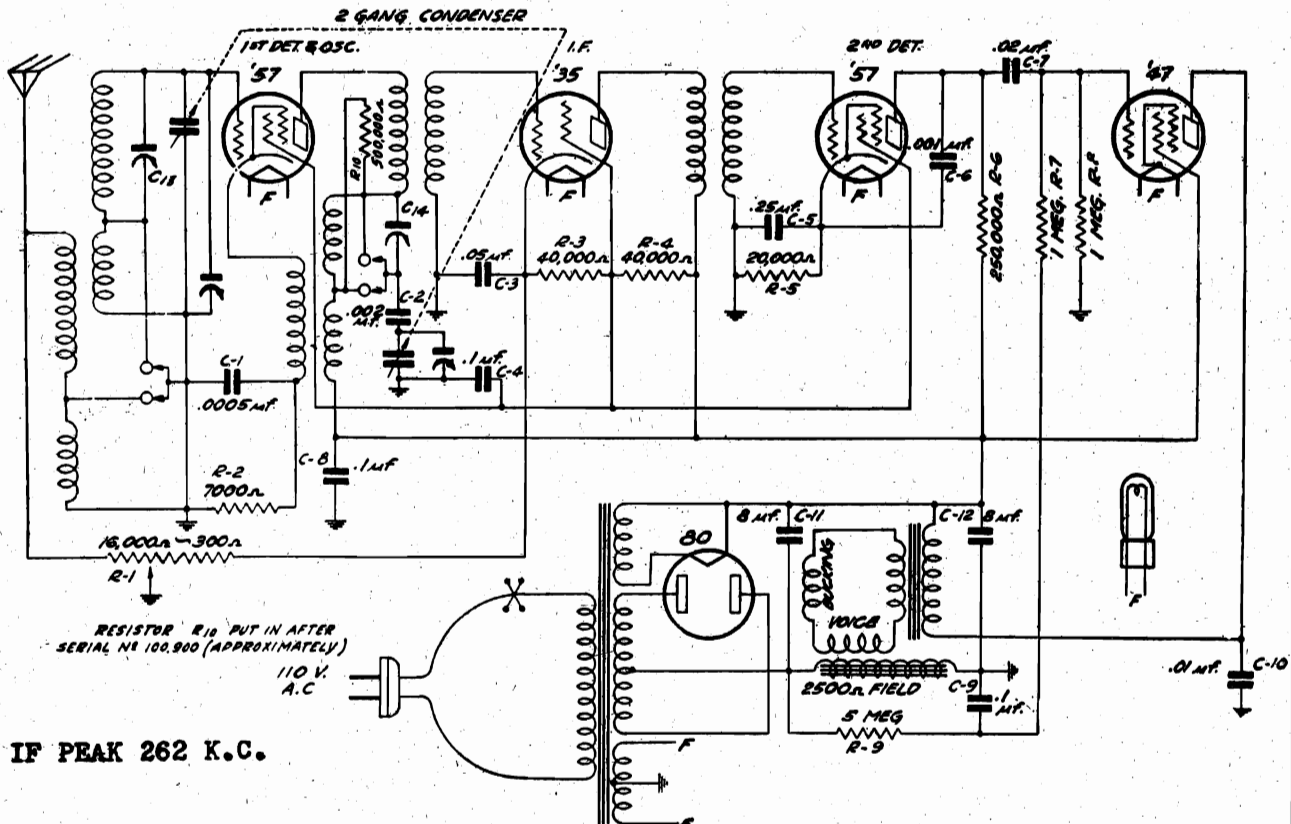 2 GANG CONDENSER
1ST DET. & OSC.
I.F.
2ND DET.
.02 MF.
C-7
'57
'35
'57
'47
C13
R10
500,000Ω
.001 MF.
C-6
F
F
F
F
C14
.25 MF.
C-5
250,000Ω R-6
1 MEG. R-7
1 MEG. R-8
R-3
40,000Ω
R-4
40,000Ω
20,000Ω
R-5
.05 MF.
C-3
C-2
.002
MF.
C-1
.0005 MF
.1 MF.
C-4
C-8
.1 MF
R-2
7000Ω
16,000Ω ~ 300Ω
R-1
8 MF.
C-11
C-12
8 MF.
80
BUCKING
VOICE
F
RESISTOR R10 PUT IN AFTER
SERIAL Nº 100,900 (APPROXIMATELY)
110 V.
A.C
2500Ω FIELD
C-9
.1
MF.
.01 MF.
C-10
5 MEG
R-9
IF PEAK 262 K.C.
F
F